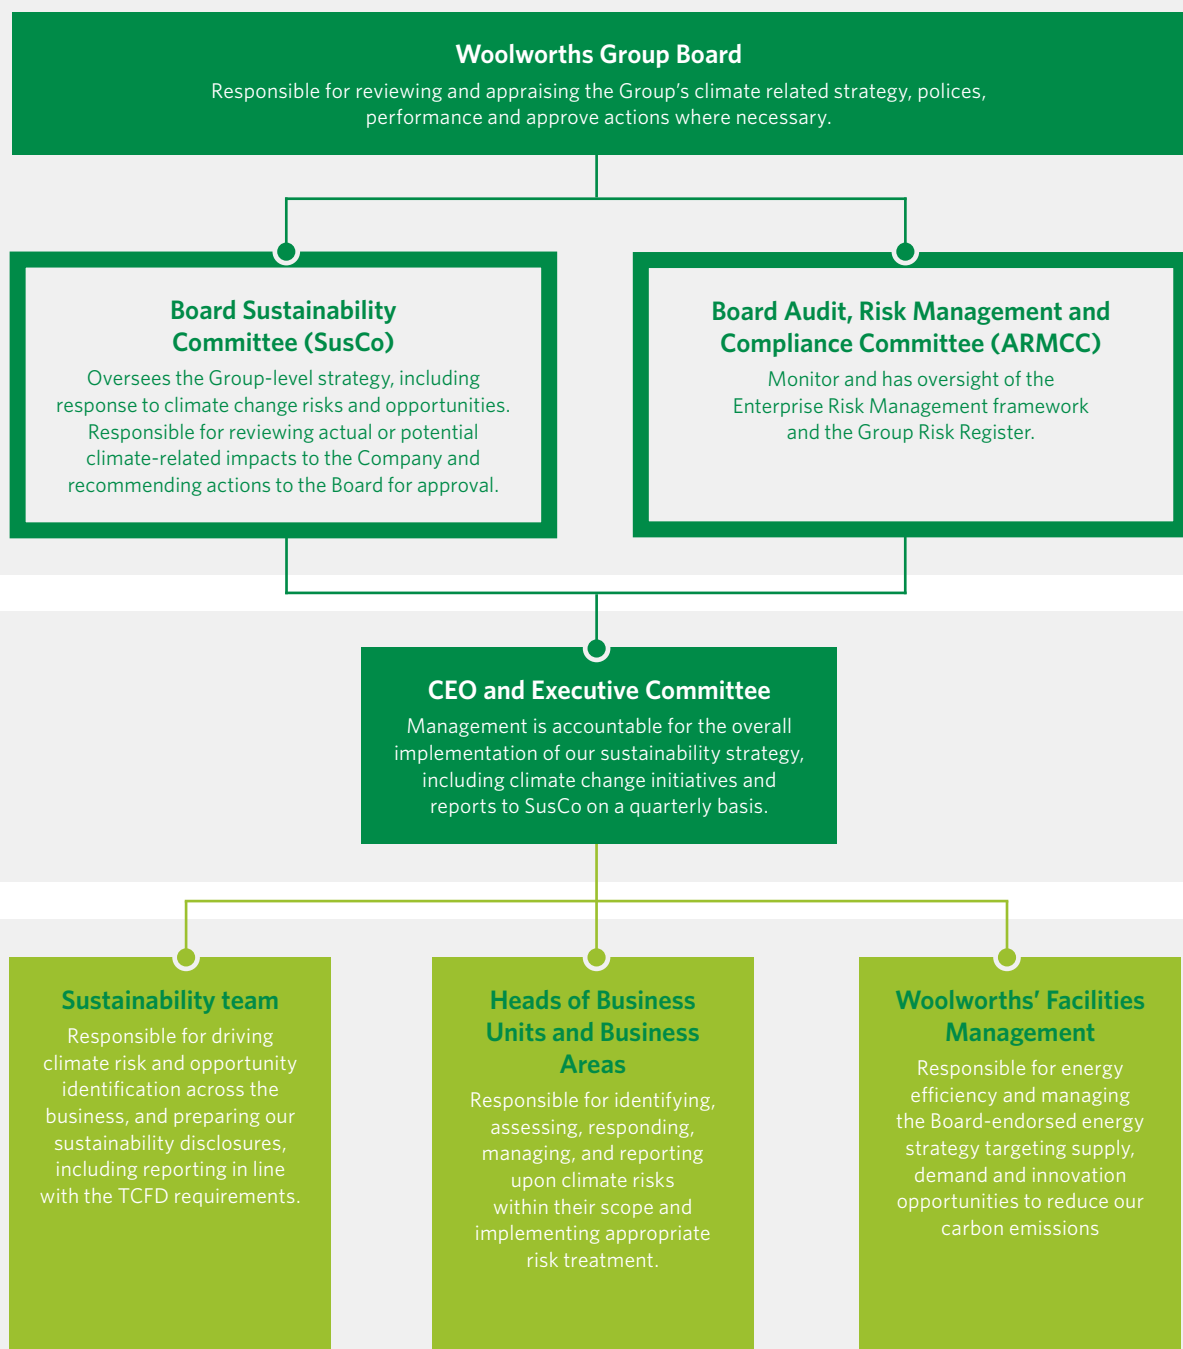 Woolworths Group Board
Responsible for reviewing and appraising the Group's climate related strategy, polices,
performance and approve actions where necessary.
Board Sustainability
Committee (SusCo)
Oversees the Group-level strategy, including
response to climate change risks and opportunities.
Responsible for reviewing actual or potential
climate-related impacts to the Company and
recommending actions to the Board for approval.
Board Audit, Risk Management and
Compliance Committee (ARMCC)
Monitor and has oversight of the
Enterprise Risk Management framework
and the Group Risk Register.
CEO and Executive Committee
Management is accountable for the overall
implementation of our sustainability strategy,
including climate change initiatives and
reports to SusCo on a quarterly basis.
Sustainability team
Responsible for driving
climate risk and opportunity
identification across the
business, and preparing our
sustainability disclosures,
including reporting in line
with the TCFD requirements.
Heads of Business
Units and Business
Areas
Responsible for identifying,
assessing, responding,
managing, and reporting
upon climate risks
within their scope and
implementing appropriate
risk treatment.
Woolworths' Facilities
Management
Responsible for energy
efficiency and managing
the Board-endorsed energy
strategy targeting supply,
demand and innovation
opportunities to reduce our
carbon emissions